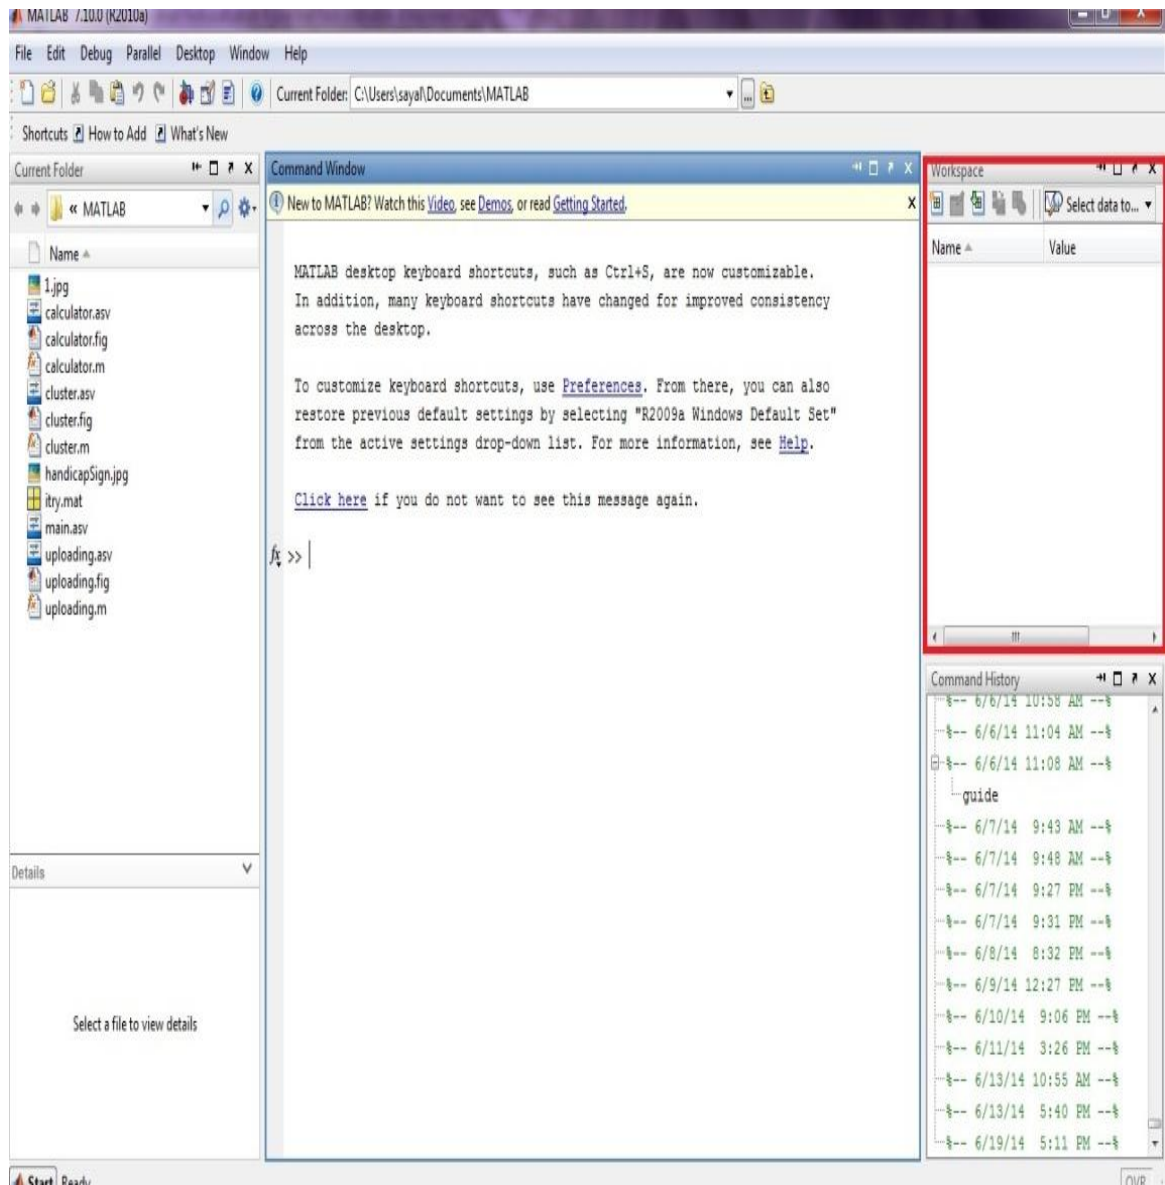 MATLAB 7.10.0 (R2010a)
File Edit Debug Parallel Desktop Window Help
Current Folder: C:\Users\sayal\Documents\MATLAB
Shortcuts How to Add What's New
Current Folder
« MATLAB
Name
1.jpg
calculator.asv
calculator.fig
calculator.m
cluster.asv
cluster.fig
cluster.m
handicapSign.jpg
itry.mat
main.asv
uploading.asv
uploading.fig
uploading.m
Details
Select a file to view details
Command Window
New to MATLAB? Watch this Video, see Demos, or read Getting Started.
MATLAB desktop keyboard shortcuts, such as Ctrl+S, are now customizable.
In addition, many keyboard shortcuts have changed for improved consistency
across the desktop.
To customize keyboard shortcuts, use Preferences. From there, you can also
restore previous default settings by selecting "R2009a Windows Default Set"
from the active settings drop-down list. For more information, see Help.
Click here if you do not want to see this message again.
fx >>
Workspace
Select data to...
Name Value
Command History
%-- 6/6/14 10:58 AM --%
%-- 6/6/14 11:04 AM --%
%-- 6/6/14 11:08 AM --%
guide
%-- 6/7/14 9:43 AM --%
%-- 6/7/14 9:48 AM --%
%-- 6/7/14 9:27 PM --%
%-- 6/7/14 9:31 PM --%
%-- 6/8/14 8:32 PM --%
%-- 6/9/14 12:27 PM --%
%-- 6/10/14 9:06 PM --%
%-- 6/11/14 3:26 PM --%
%-- 6/13/14 10:55 AM --%
%-- 6/13/14 5:40 PM --%
%-- 6/19/14 5:11 PM --%
Start Ready
OVR